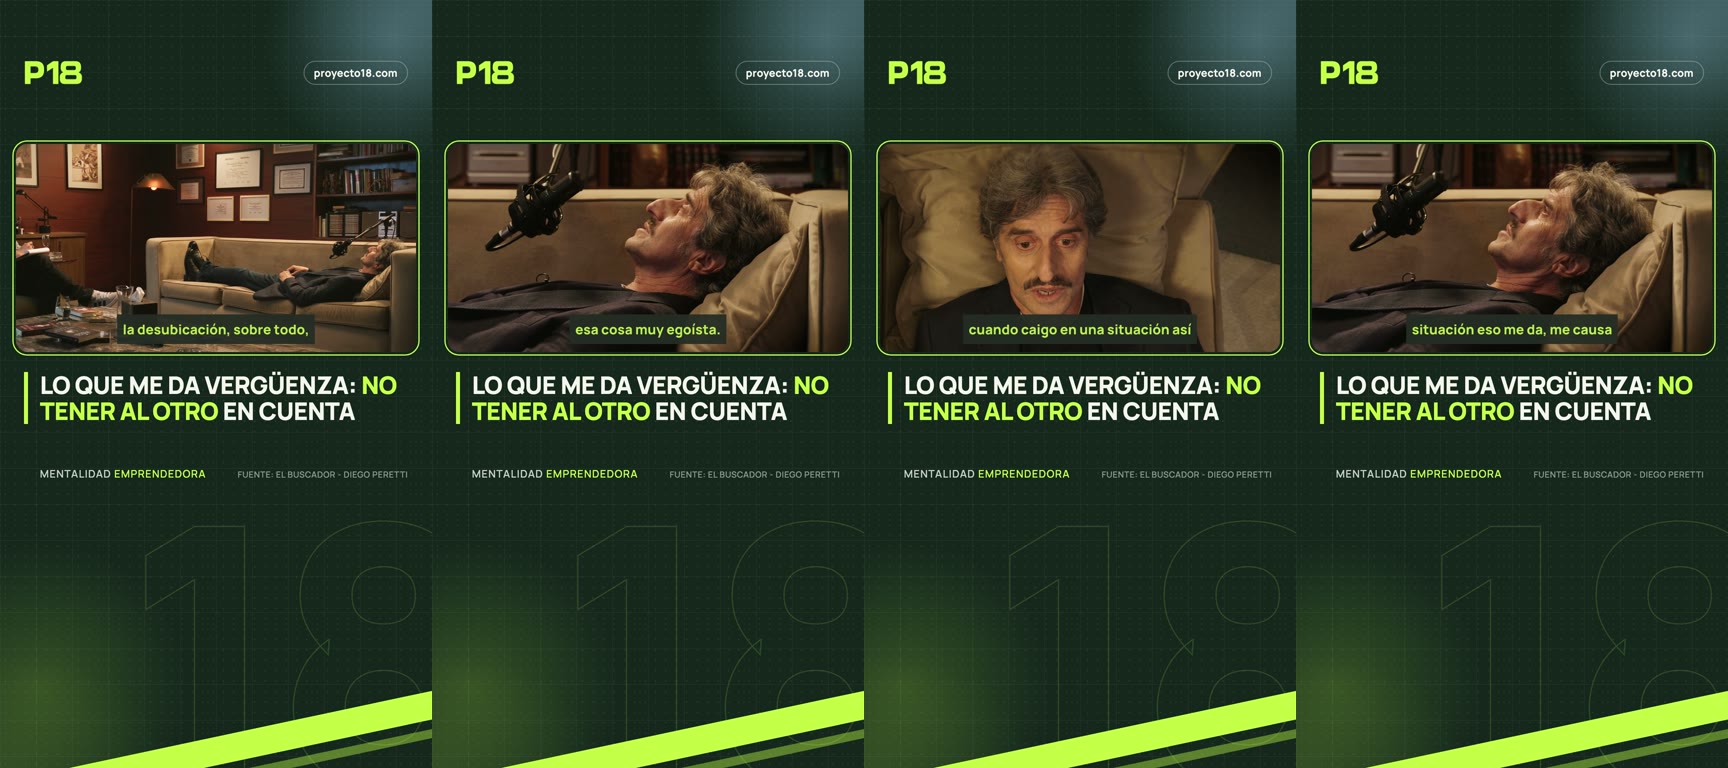 P18
proyecto18.com
la desubicación, sobre todo,
LO QUE ME DA VERGÜENZA: NO
TENER AL OTRO EN CUENTA
MENTALIDAD EMPRENDEDORA
FUENTE: EL BUSCADOR - DIEGO PERETTI
18
P18
proyecto18.com
esa cosa muy egoísta.
LO QUE ME DA VERGÜENZA: NO
TENER AL OTRO EN CUENTA
MENTALIDAD EMPRENDEDORA
FUENTE: EL BUSCADOR - DIEGO PERETTI
18
P18
proyecto18.com
cuando caigo en una situación así
LO QUE ME DA VERGÜENZA: NO
TENER AL OTRO EN CUENTA
MENTALIDAD EMPRENDEDORA
FUENTE: EL BUSCADOR - DIEGO PERETTI
18
P18
proyecto18.com
situación eso me da, me causa
LO QUE ME DA VERGÜENZA: NO
TENER AL OTRO EN CUENTA
MENTALIDAD EMPRENDEDORA
FUENTE: EL BUSCADOR - DIEGO PERETTI
18